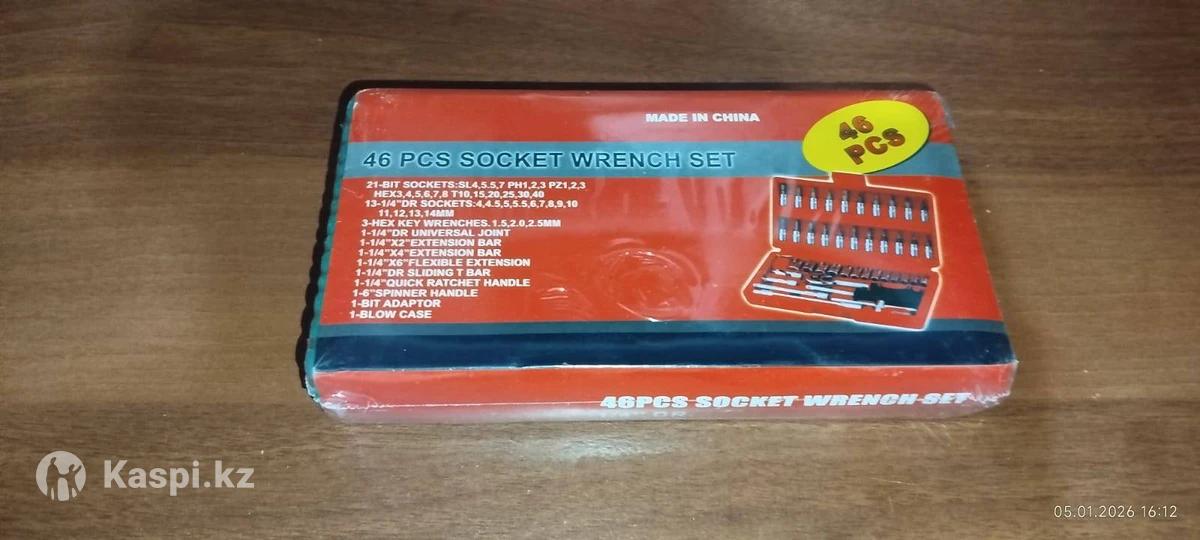 MADE IN CHINA
46 PCS
46 PCS SOCKET WRENCH SET
21-BIT SOCKETS:SL4,5.5,7 PH1,2,3 PZ1,2,3
HEX3,4,5,6,7,8 T10,15,20,25,30,40
13-1/4"DR SOCKETS:4,4.5,5,5.5,6,7,8,9,10
11,12,13,14MM
3-HEX KEY WRENCHES. 1.5,2.0,2.5MM
1-1/4"DR UNIVERSAL JOINT
1-1/4"X2"EXTENSION BAR
1-1/4"X4"EXTENSION BAR
1-1/4"X6"FLEXIBLE EXTENSION
1-1/4"DR SLIDING T BAR
1-1/4"QUICK RATCHET HANDLE
1-6"SPINNER HANDLE
1-BIT ADAPTOR
1-BLOW CASE
46PCS SOCKET WRENCH SET
Kaspi.kz
05.01.2026 16:12